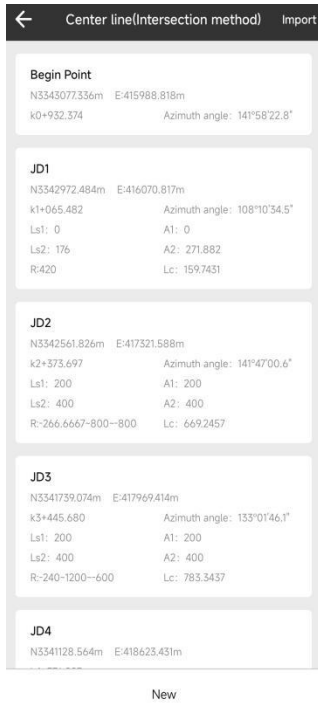 Center line(Intersection method) Import
Begin Point
N3343077.336m E:415988.818m
k0+932.374 Azimuth angle: 141°58'22.8"
JD1
N3342972.484m E:416070.817m
k1+065.482 Azimuth angle: 108°10'34.5"
Ls1: 0 A1: 0
Ls2: 176 A2: 271.882
R:420 Lc: 159.7431
JD2
N3342561.826m E:417321.588m
k2+373.697 Azimuth angle: 141°47'00.6"
Ls1: 200 A1: 200
Ls2: 400 A2: 400
R:-266.6667-800--800 Lc: 669.2457
JD3
N3341739.074m E:417969.414m
k3+445.680 Azimuth angle: 133°01'46.1"
Ls1: 200 A1: 200
Ls2: 400 A2: 400
R:-240-1200--600 Lc: 783.3437
JD4
N3341128.564m E:418623.431m
New